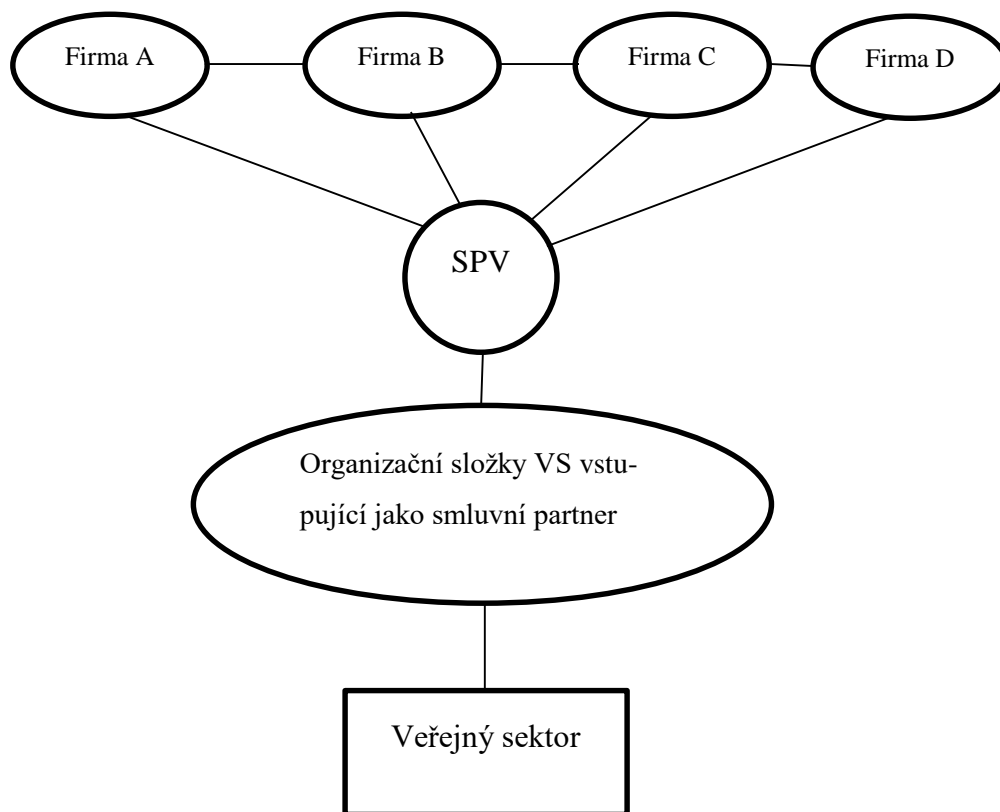 Firma A
Firma B
Firma C
Firma D
SPV
Organizační složky VS vstu-
pující jako smluvní partner
Veřejný sektor